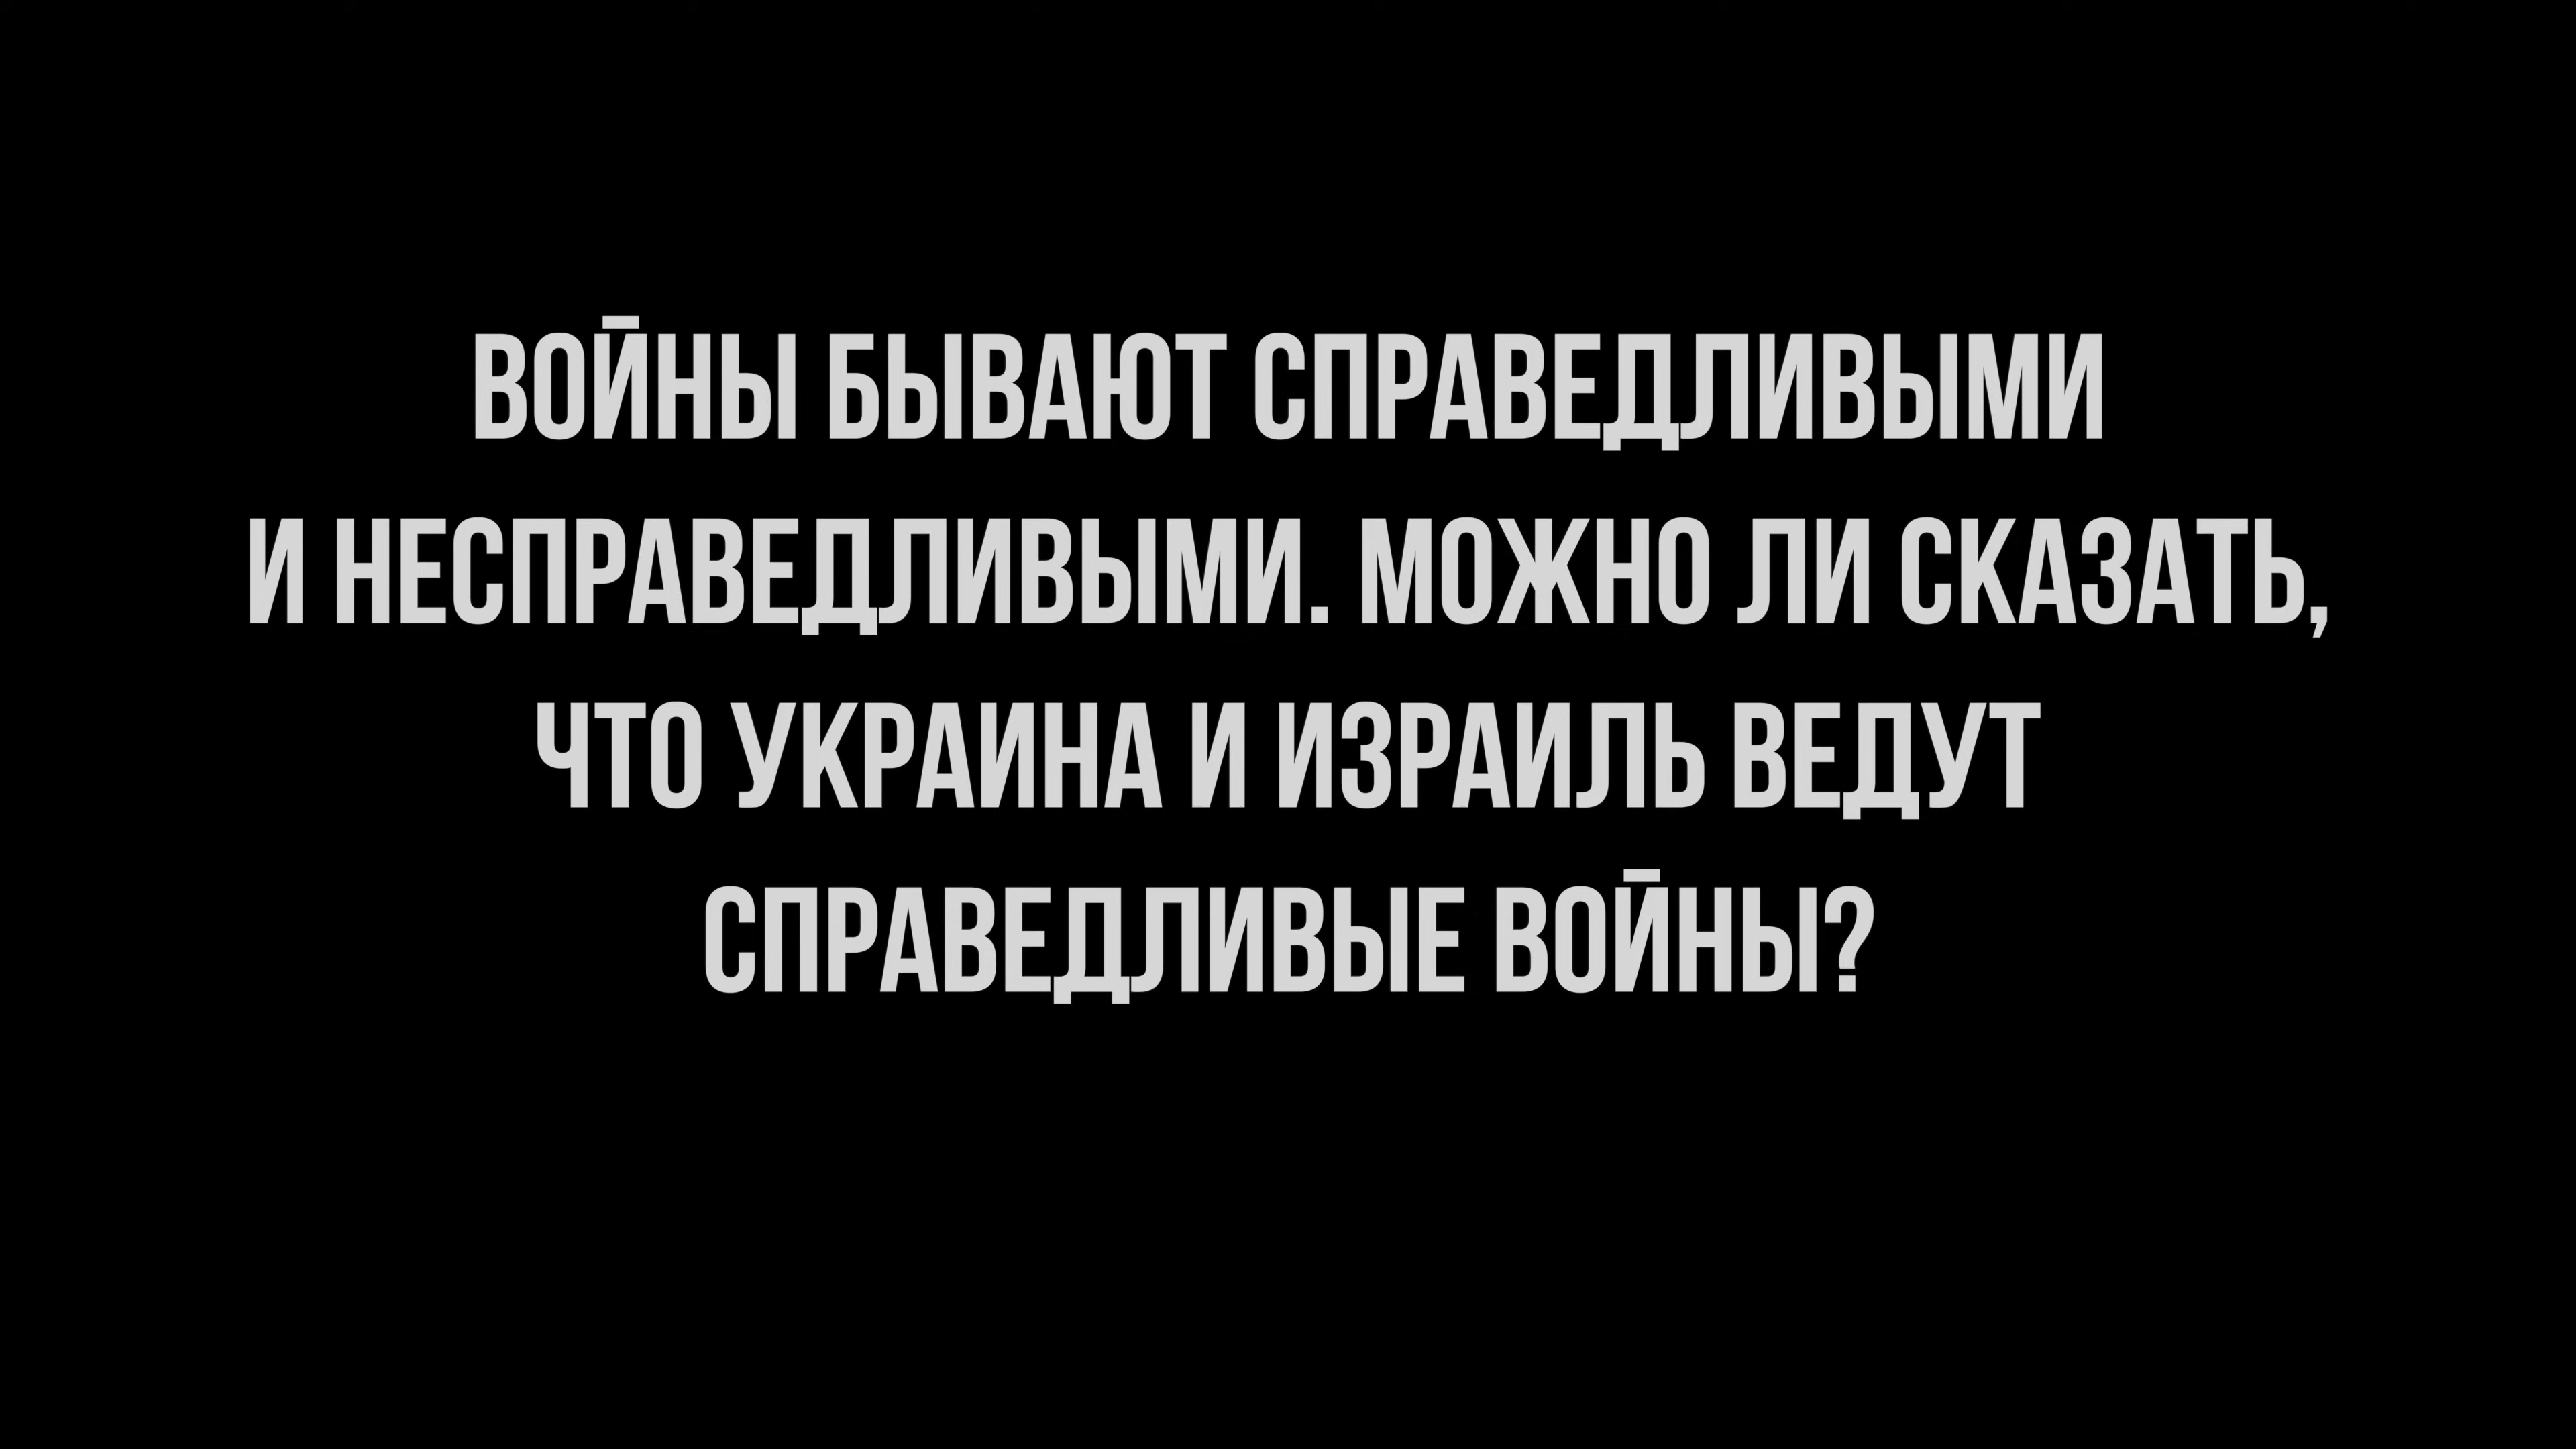 ВОЙНЫ БЫВАЮТ СПРАВЕДЛИВЫМИ
И НЕСПРАВЕДЛИВЫМИ. МОЖНО ЛИ СКАЗАТЬ,
ЧТО УКРАИНА И ИЗРАИЛЬ ВЕДУТ
СПРАВЕДЛИВЫЕ ВОЙНЫ?